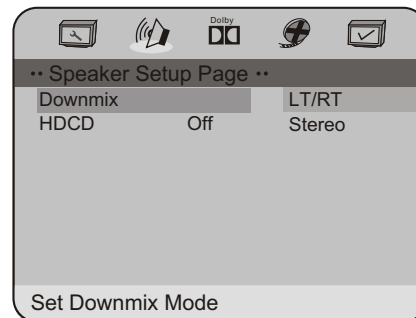 Dolby
·· Speaker Setup Page ··
Downmix LT/RT
HDCD Off Stereo
Set Downmix Mode